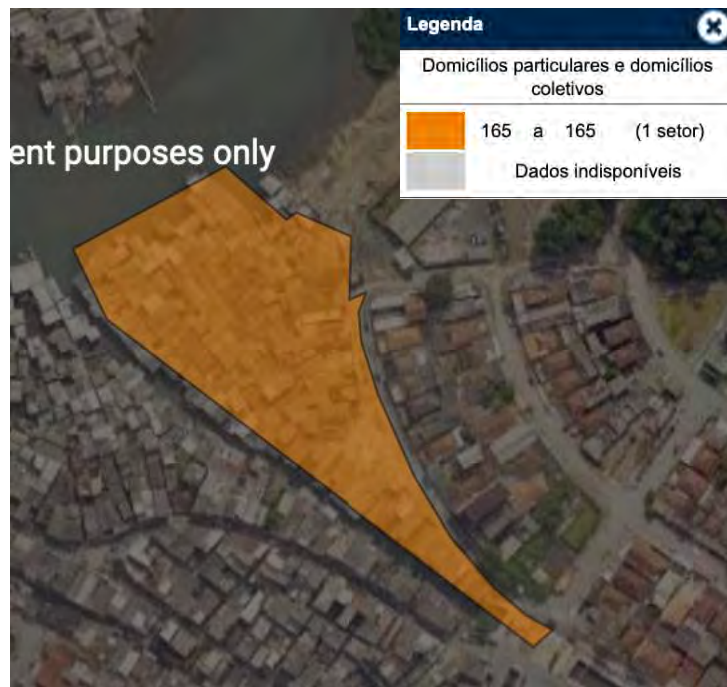 Legenda
Domicílios particulares e domicílios
coletivos
165 a 165 (1 setor)
Dados indisponíveis
ent purposes only